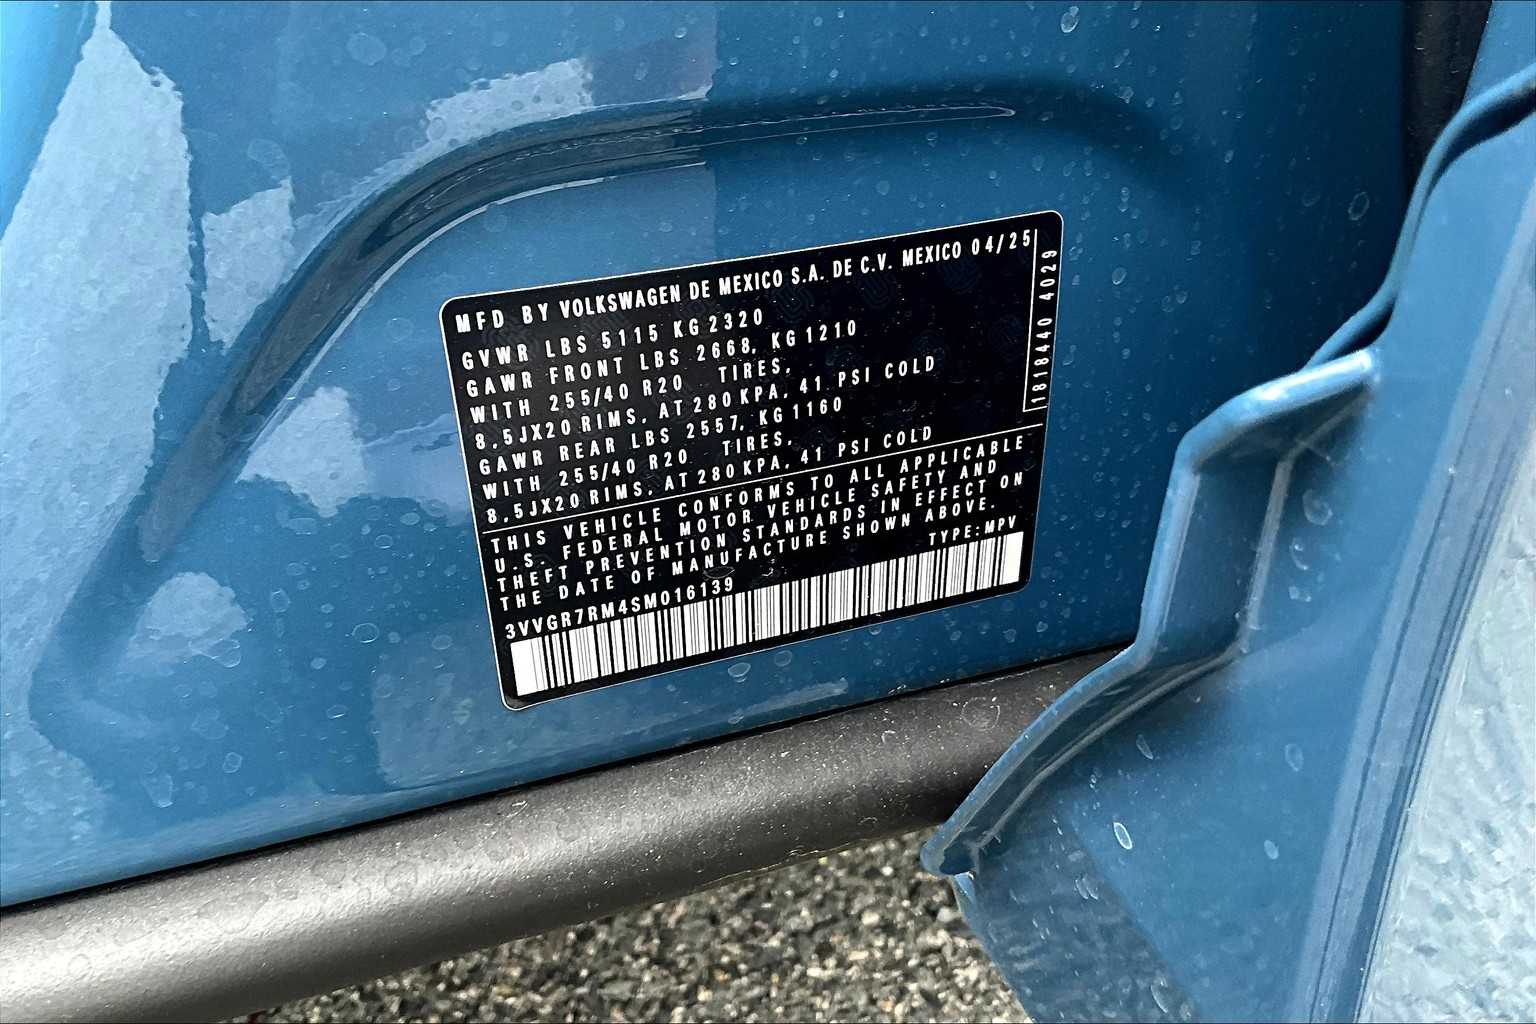 MFD BY VOLKSWAGEN DE MEXICO S.A. DE C.V. MEXICO 04/25
GVWR LBS 5115 KG 2320
GAWR FRONT LBS 2668, KG 1210
WITH 255/40 R20 TIRES,
8,5JX20 RIMS, AT 280 KPA, 41 PSI COLD
GAWR REAR LBS 2557, KG 1160
WITH 255/40 R20 TIRES,
8,5JX20 RIMS, AT 280 KPA, 41 PSI COLD
THIS VEHICLE CONFORMS TO ALL APPLICABLE
U.S. FEDERAL MOTOR VEHICLE SAFETY AND
THEFT PREVENTION STANDARDS IN EFFECT ON
THE DATE OF MANUFACTURE SHOWN ABOVE.
3VVGR7RM4SM016139 TYPE:MPV
1818440 4029